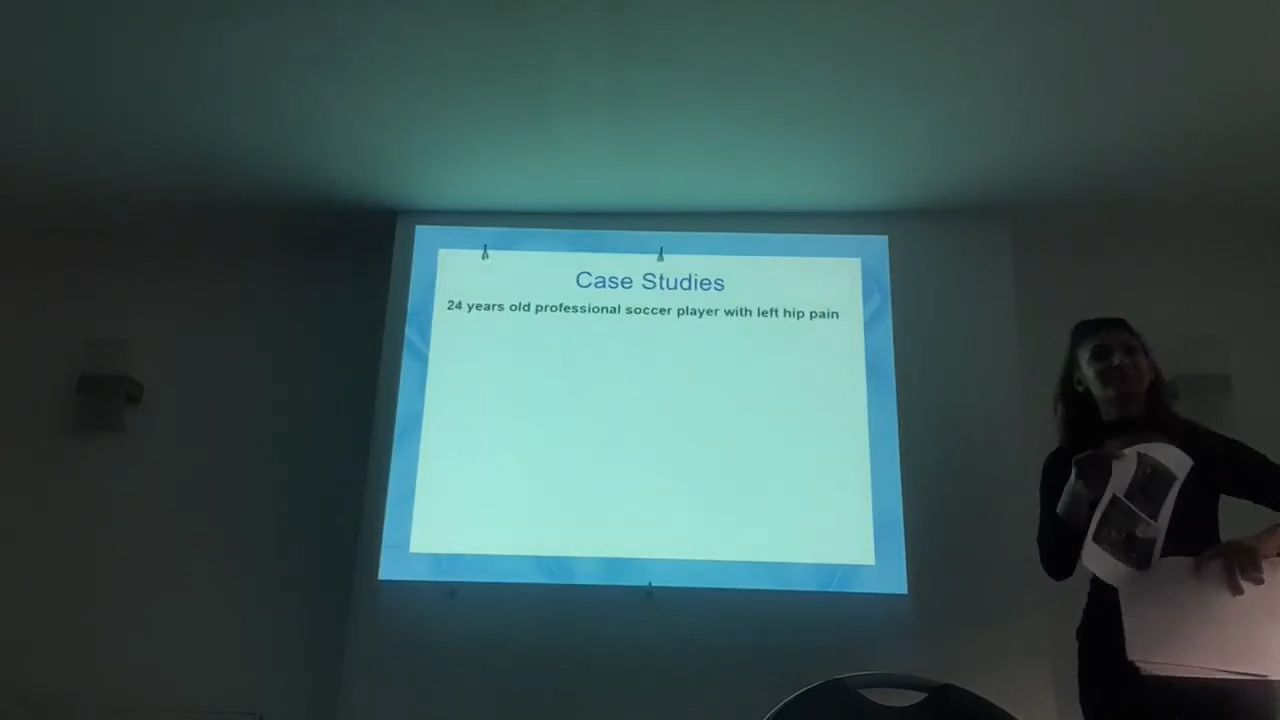 Case Studies
24 years old professional soccer player with left hip pain